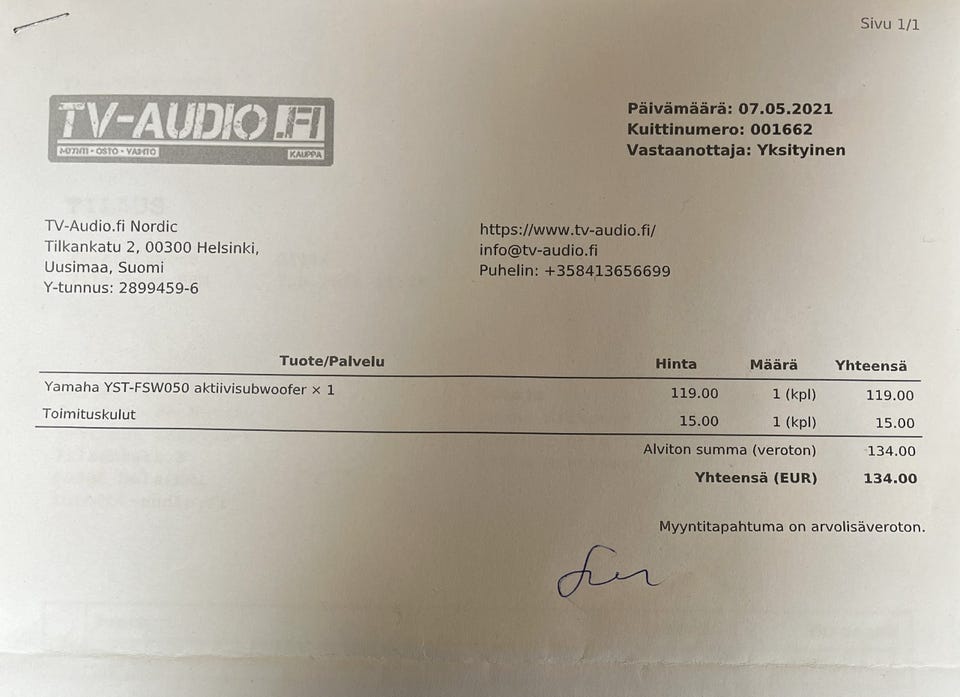 Sivu 1/1
TV-AUDIO.FI
MYYNTI - OSTO - VAIHTO
KAUPPA
Päivämäärä: 07.05.2021
Kuittinumero: 001662
Vastaanottaja: Yksityinen
TV-Audio.fi Nordic
Tilkankatu 2, 00300 Helsinki,
Uusimaa, Suomi
Y-tunnus: 2899459-6
https://www.tv-audio.fi/
info@tv-audio.fi
Puhelin: +358413656699
Tuote/Palvelu Hinta Määrä Yhteensä
Yamaha YST-FSW050 aktiivisubwoofer × 1 119.00 1 (kpl) 119.00
Toimituskulut 15.00 1 (kpl) 15.00
Alviton summa (veroton) 134.00
Yhteensä (EUR) 134.00
Myyntitapahtuma on arvolisäveroton.